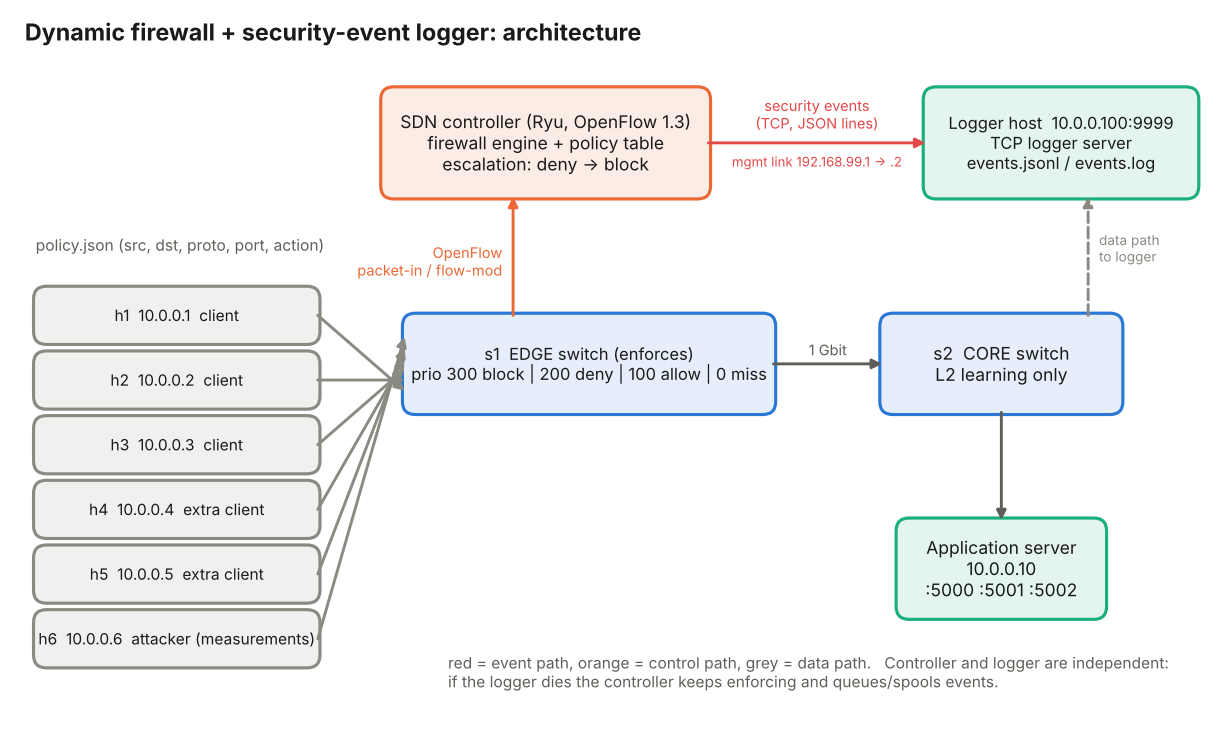 Dynamic firewall + security-event logger: architecture
SDN controller (Ryu, OpenFlow 1.3)
firewall engine + policy table
escalation: deny → block
security events
(TCP, JSON lines)
mgmt link 192.168.99.1 → .2
Logger host  10.0.0.100:9999
TCP logger server
events.jsonl / events.log
policy.json (src, dst, proto, port, action)
OpenFlow
packet-in / flow-mod
data path
to logger
h1  10.0.0.1  client
h2  10.0.0.2  client
h3  10.0.0.3  client
h4  10.0.0.4  extra client
h5  10.0.0.5  extra client
h6  10.0.0.6  attacker (measurements)
s1  EDGE switch (enforces)
prio 300 block | 200 deny | 100 allow | 0 miss
1 Gbit
s2  CORE switch
L2 learning only
Application server
10.0.0.10
:5000 :5001 :5002
red = event path, orange = control path, grey = data path.   Controller and logger are independent:
if the logger dies the controller keeps enforcing and queues/spools events.